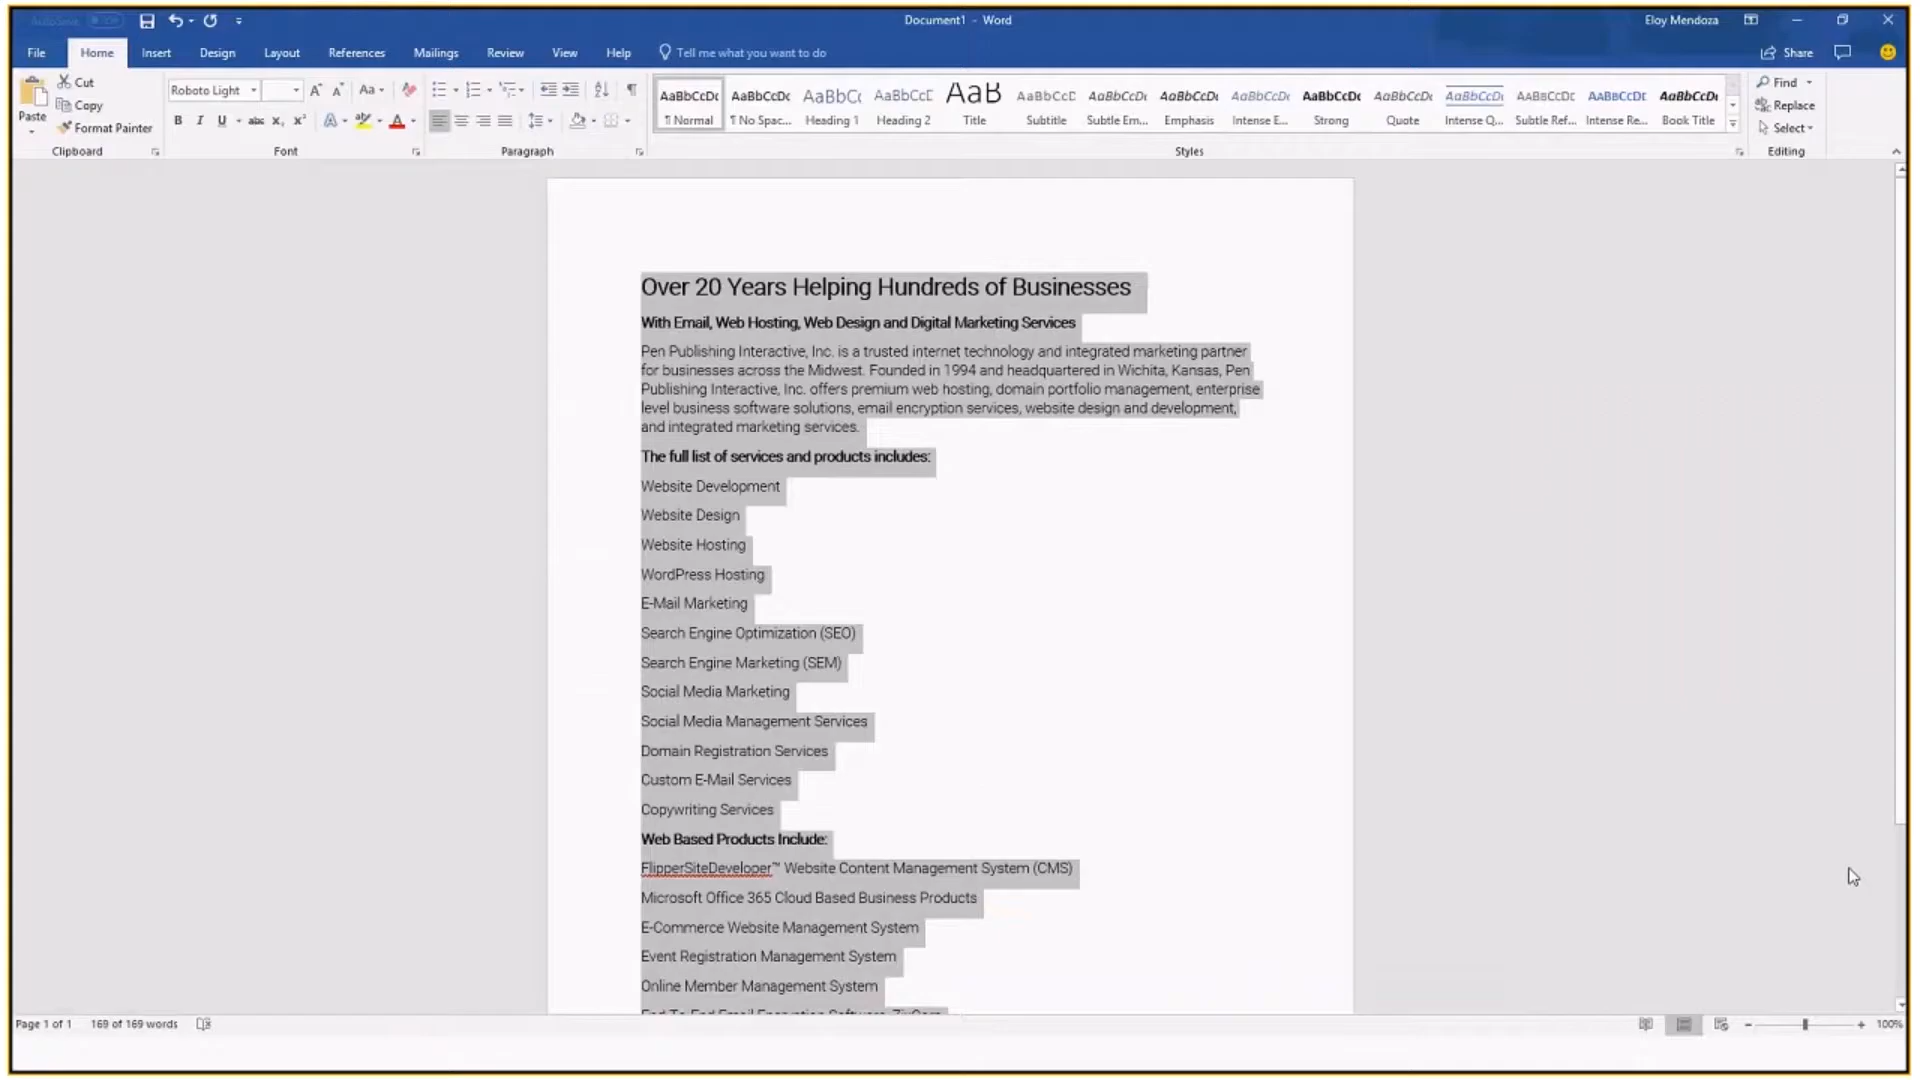 Document1 - Word
Eloy Mendoza
File Home Insert Design Layout References Mailings Review View Help Tell me what you want to do
Share
Paste
Cut
Copy
Format Painter
Clipboard
Roboto Light
Font
Paragraph
AaBbCcDc AaBbCcDc AaBbCc AaBbCcD AaB AaBbCcD AaBbCcDc AaBbCcDc AaBbCcDc AaBbCcDc AaBbCcDc AaBbCcDc AaBbCcDc AaBbCcDc AaBbCcDc
¶ Normal ¶ No Spac... Heading 1 Heading 2 Title Subtitle Subtle Em... Emphasis Intense E... Strong Quote Intense Q... Subtle Ref... Intense Re... Book Title
Styles
Find
Replace
Select
Editing
Over 20 Years Helping Hundreds of Businesses
With Email, Web Hosting, Web Design and Digital Marketing Services
Pen Publishing Interactive, Inc. is a trusted internet technology and integrated marketing partner
for businesses across the Midwest. Founded in 1994 and headquartered in Wichita, Kansas, Pen
Publishing Interactive, Inc. offers premium web hosting, domain portfolio management, enterprise
level business software solutions, email encryption services, website design and development,
and integrated marketing services.
The full list of services and products includes:
Website Development
Website Design
Website Hosting
WordPress Hosting
E-Mail Marketing
Search Engine Optimization (SEO)
Search Engine Marketing (SEM)
Social Media Marketing
Social Media Management Services
Domain Registration Services
Custom E-Mail Services
Copywriting Services
Web Based Products Include:
FlipperSiteDeveloper™ Website Content Management System (CMS)
Microsoft Office 365 Cloud Based Business Products
E-Commerce Website Management System
Event Registration Management System
Online Member Management System
End-To-End Email Encryption Software, ZixCorp
Page 1 of 1 169 of 169 words
100%